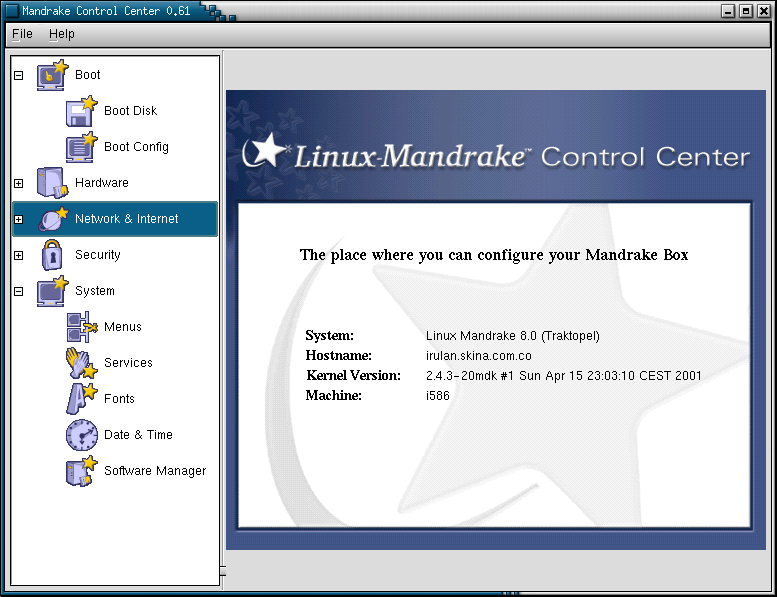 Mandrake Control Center 0.61
File Help
Boot
Boot Disk
Boot Config
Hardware
Network & Internet
Security
System
Menus
Services
Fonts
Date & Time
Software Manager
Linux-Mandrake™ Control Center
The place where you can configure your Mandrake Box
System: Linux Mandrake 8.0 (Traktopel)
Hostname: irulan.skina.com.co
Kernel Version: 2.4.3-20mdk #1 Sun Apr 15 23:03:10 CEST 2001
Machine: i586